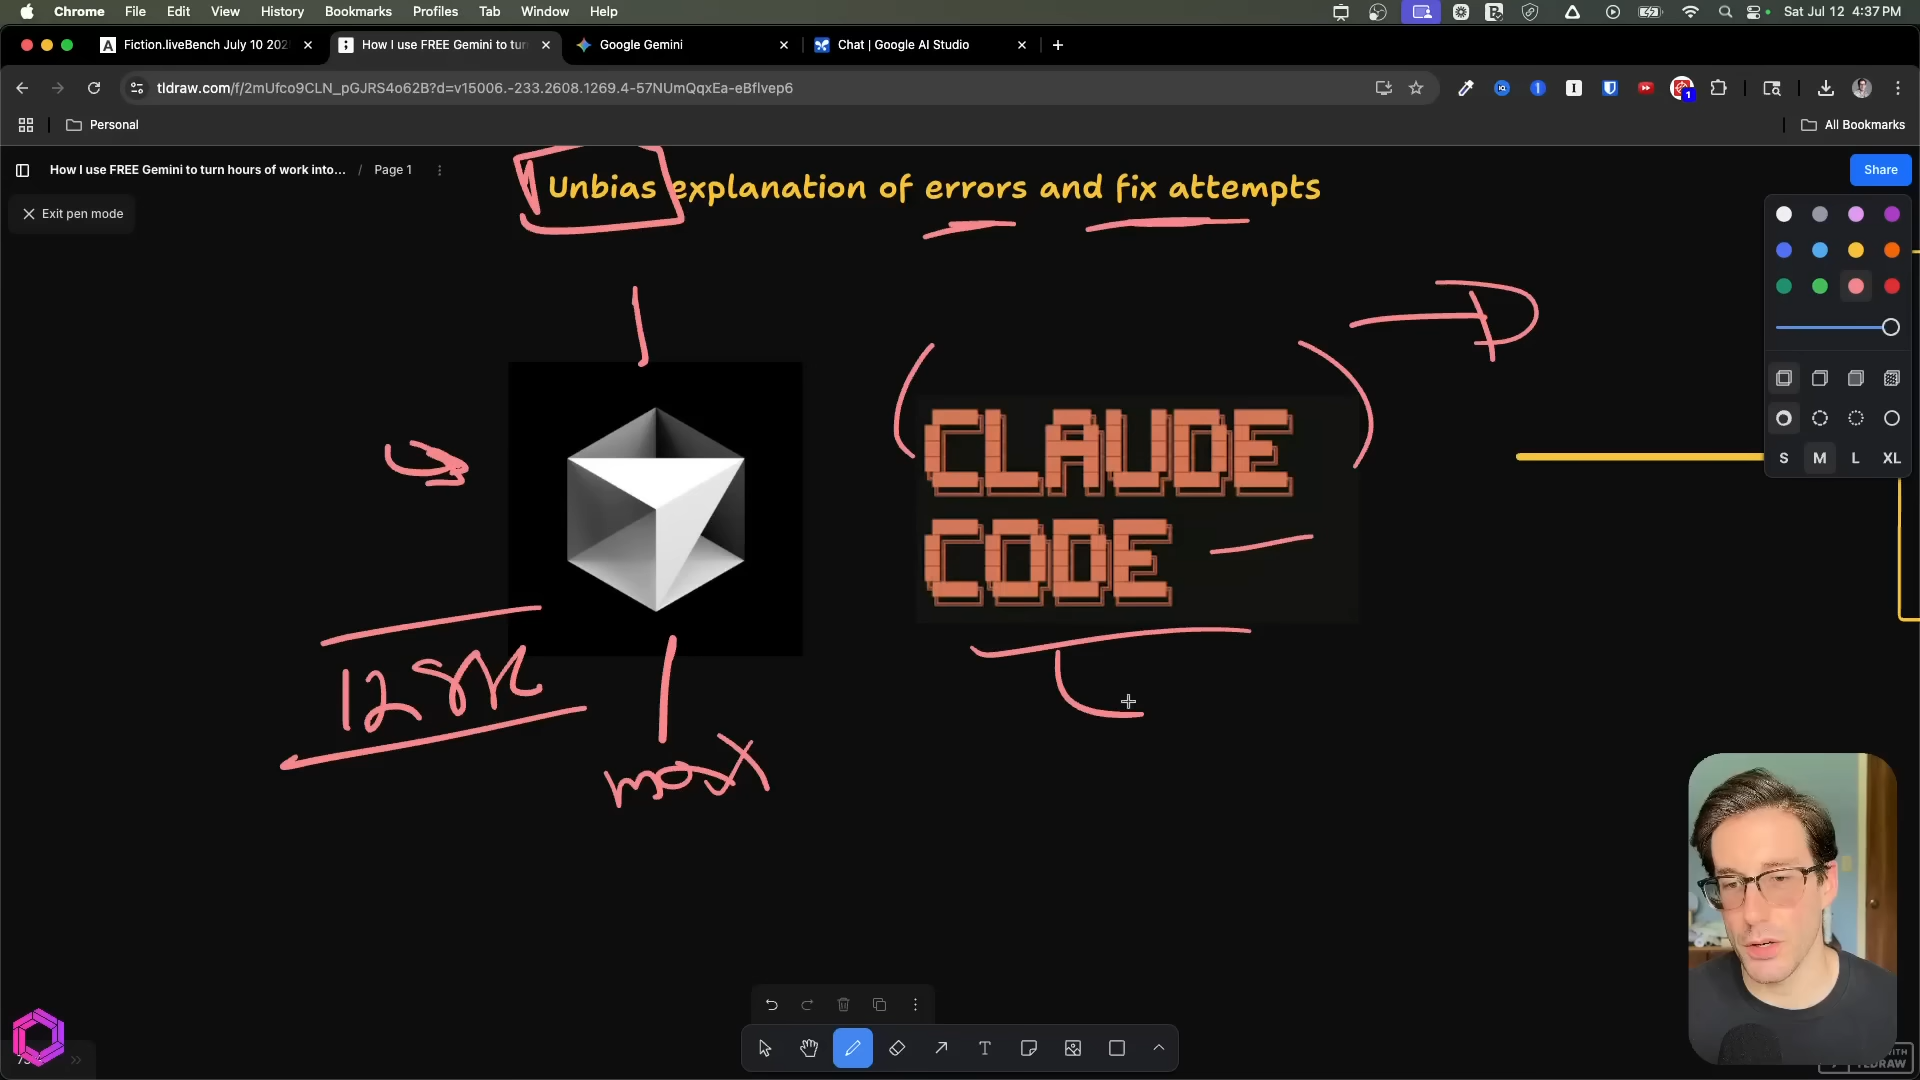 Chrome File Edit View History Bookmarks Profiles Tab Window Help Sat Jul 12 4:37 PM
Fiction.liveBench July 10 202 How I use FREE Gemini to turn Google Gemini Chat | Google AI Studio
tldraw.com/f/2mUfco9CLN_pGJRS4o62B?d=v15006.-233.2608.1269.4-57NUmQqxEa-eBflvep6
Personal All Bookmarks
How I use FREE Gemini to turn hours of work into... / Page 1 Share
Exit pen mode
Unbias explanation of errors and fix attempts
CLAUDE
CODE
S M L XL
128K
max